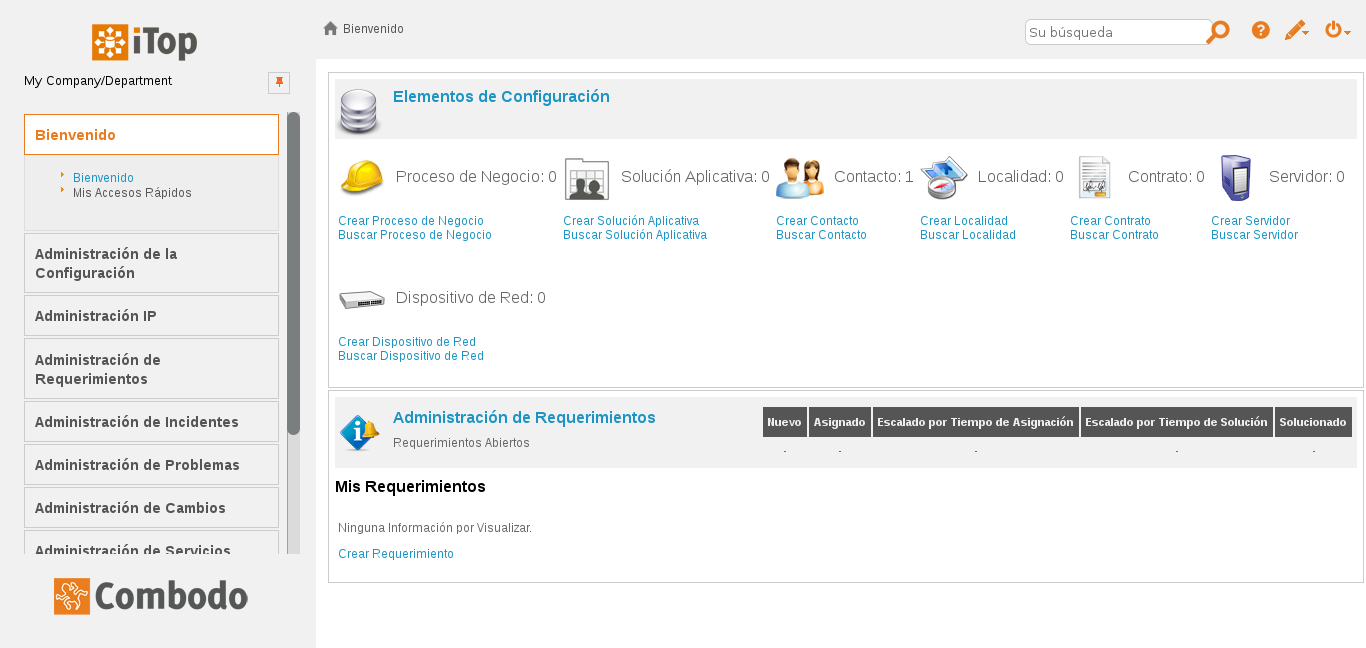 iTop
My Company/Department
Bienvenido
Bienvenido
Mis Accesos Rápidos
Administración de la
Configuración
Administración IP
Administración de
Requerimientos
Administración de Incidentes
Administración de Problemas
Administración de Cambios
Administración de Servicios
Combodo
Bienvenido
Su búsqueda
Elementos de Configuración
Proceso de Negocio: 0
Crear Proceso de Negocio
Buscar Proceso de Negocio
Solución Aplicativa: 0
Crear Solución Aplicativa
Buscar Solución Aplicativa
Contacto: 1
Crear Contacto
Buscar Contacto
Localidad: 0
Crear Localidad
Buscar Localidad
Contrato: 0
Crear Contrato
Buscar Contrato
Servidor: 0
Crear Servidor
Buscar Servidor
Dispositivo de Red: 0
Crear Dispositivo de Red
Buscar Dispositivo de Red
Administración de Requerimientos
Requerimientos Abiertos
Nuevo Asignado Escalado por Tiempo de Asignación Escalado por Tiempo de Solución Solucionado
- - - - -
Mis Requerimientos
Ninguna Información por Visualizar.
Crear Requerimiento